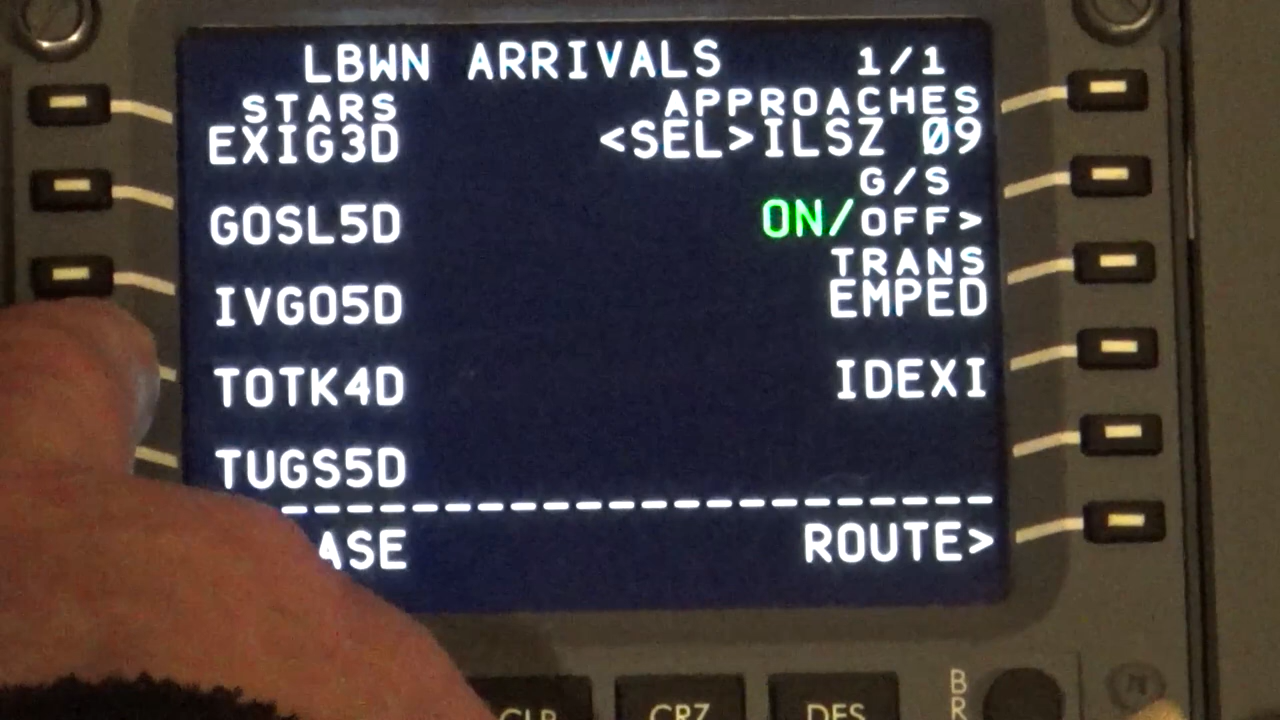 LBWN ARRIVALS 1/1
STARS APPROACHES
EXIG3D <SEL>ILSZ 09
G/S
GOSL5D ON/OFF>
TRANS
IVGO5D EMPED
TOTK4D IDEXI
TUGS5D
------------------------
ROUTE>
CRZ DES